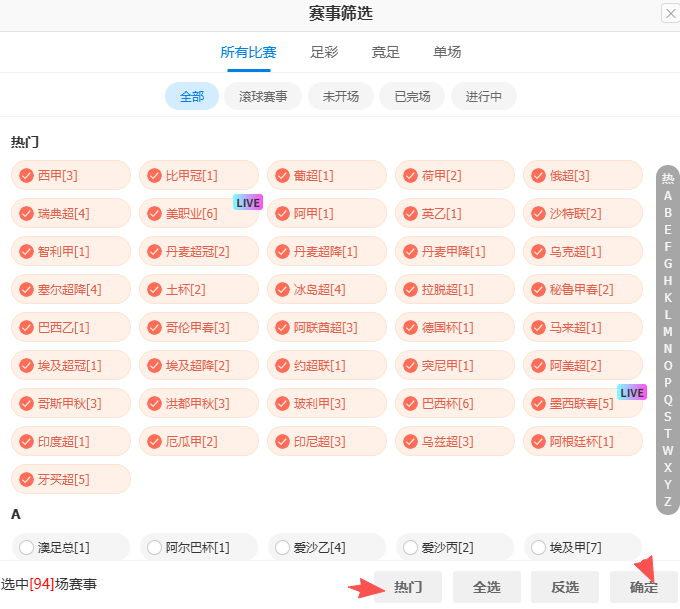 赛事筛选
所有比赛 足彩 竞足 单场
全部 滚球赛事 未开场 已完场 进行中
热门
西甲[3] 比甲冠[1] 葡超[1] 荷甲[2] 俄超[3]
瑞典超[4] 美职业[6] LIVE 阿甲[1] 英乙[1] 沙特联[2]
智利甲[1] 丹麦超冠[2] 丹麦超降[1] 丹麦甲降[1] 乌克超[1]
塞尔超降[4] 土杯[2] 冰岛超[4] 拉脱超[1] 秘鲁甲春[2]
巴西乙[1] 哥伦甲春[3] 阿联酋超[3] 德国杯[1] 马来超[1]
埃及超冠[1] 埃及超降[2] 约超联[1] 突尼甲[1] 阿美超[2]
哥斯甲秋[3] 洪都甲秋[3] 玻利甲[3] 巴西杯[6] 墨西联春[5] LIVE
印度超[1] 厄瓜甲[2] 印尼超[3] 乌兹超[3] 阿根廷杯[1]
牙买超[5]
A
澳足总[1] 阿尔巴杯[1] 爱沙乙[4] 爱沙丙[2] 埃及甲[7]
选中[94]场赛事 热门 全选 反选 确定
热
A
B
E
F
G
H
K
L
M
N
O
P
Q
S
T
W
X
Y
Z